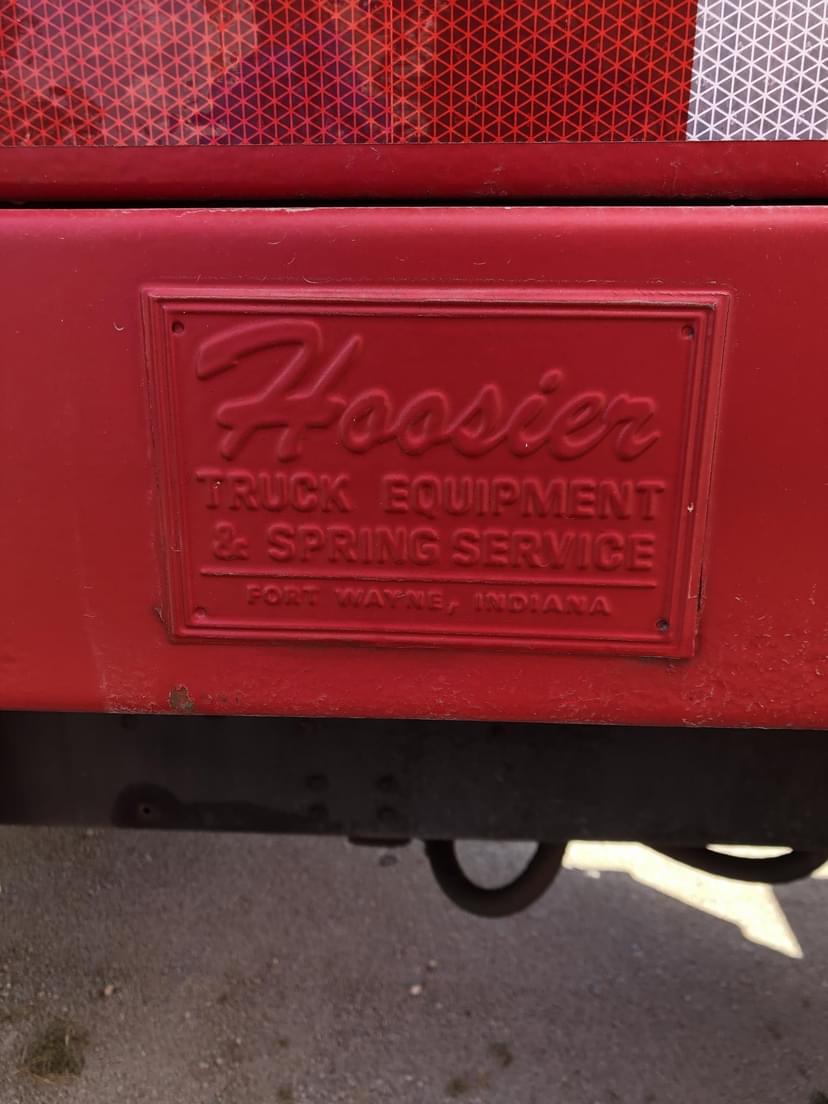 Hoosier
TRUCK EQUIPMENT
& SPRING SERVICE
FORT WAYNE, INDIANA